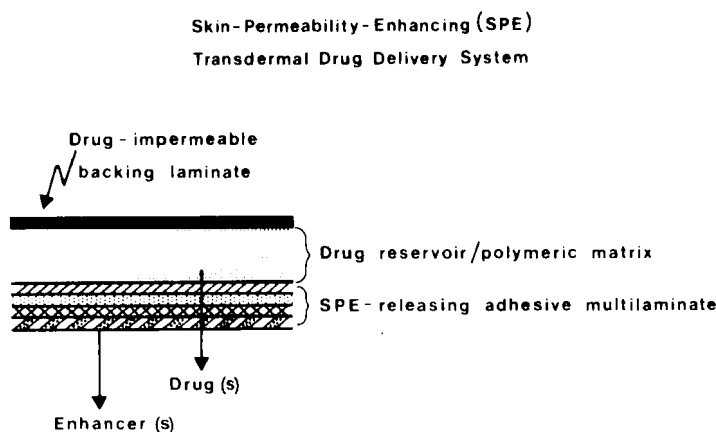 Skin-Permeability-Enhancing (SPE)
Transdermal Drug Delivery System
Drug-impermeable
backing laminate
Drug reservoir/polymeric matrix
SPE-releasing adhesive multilaminate
Drug (s)
Enhancer (s)